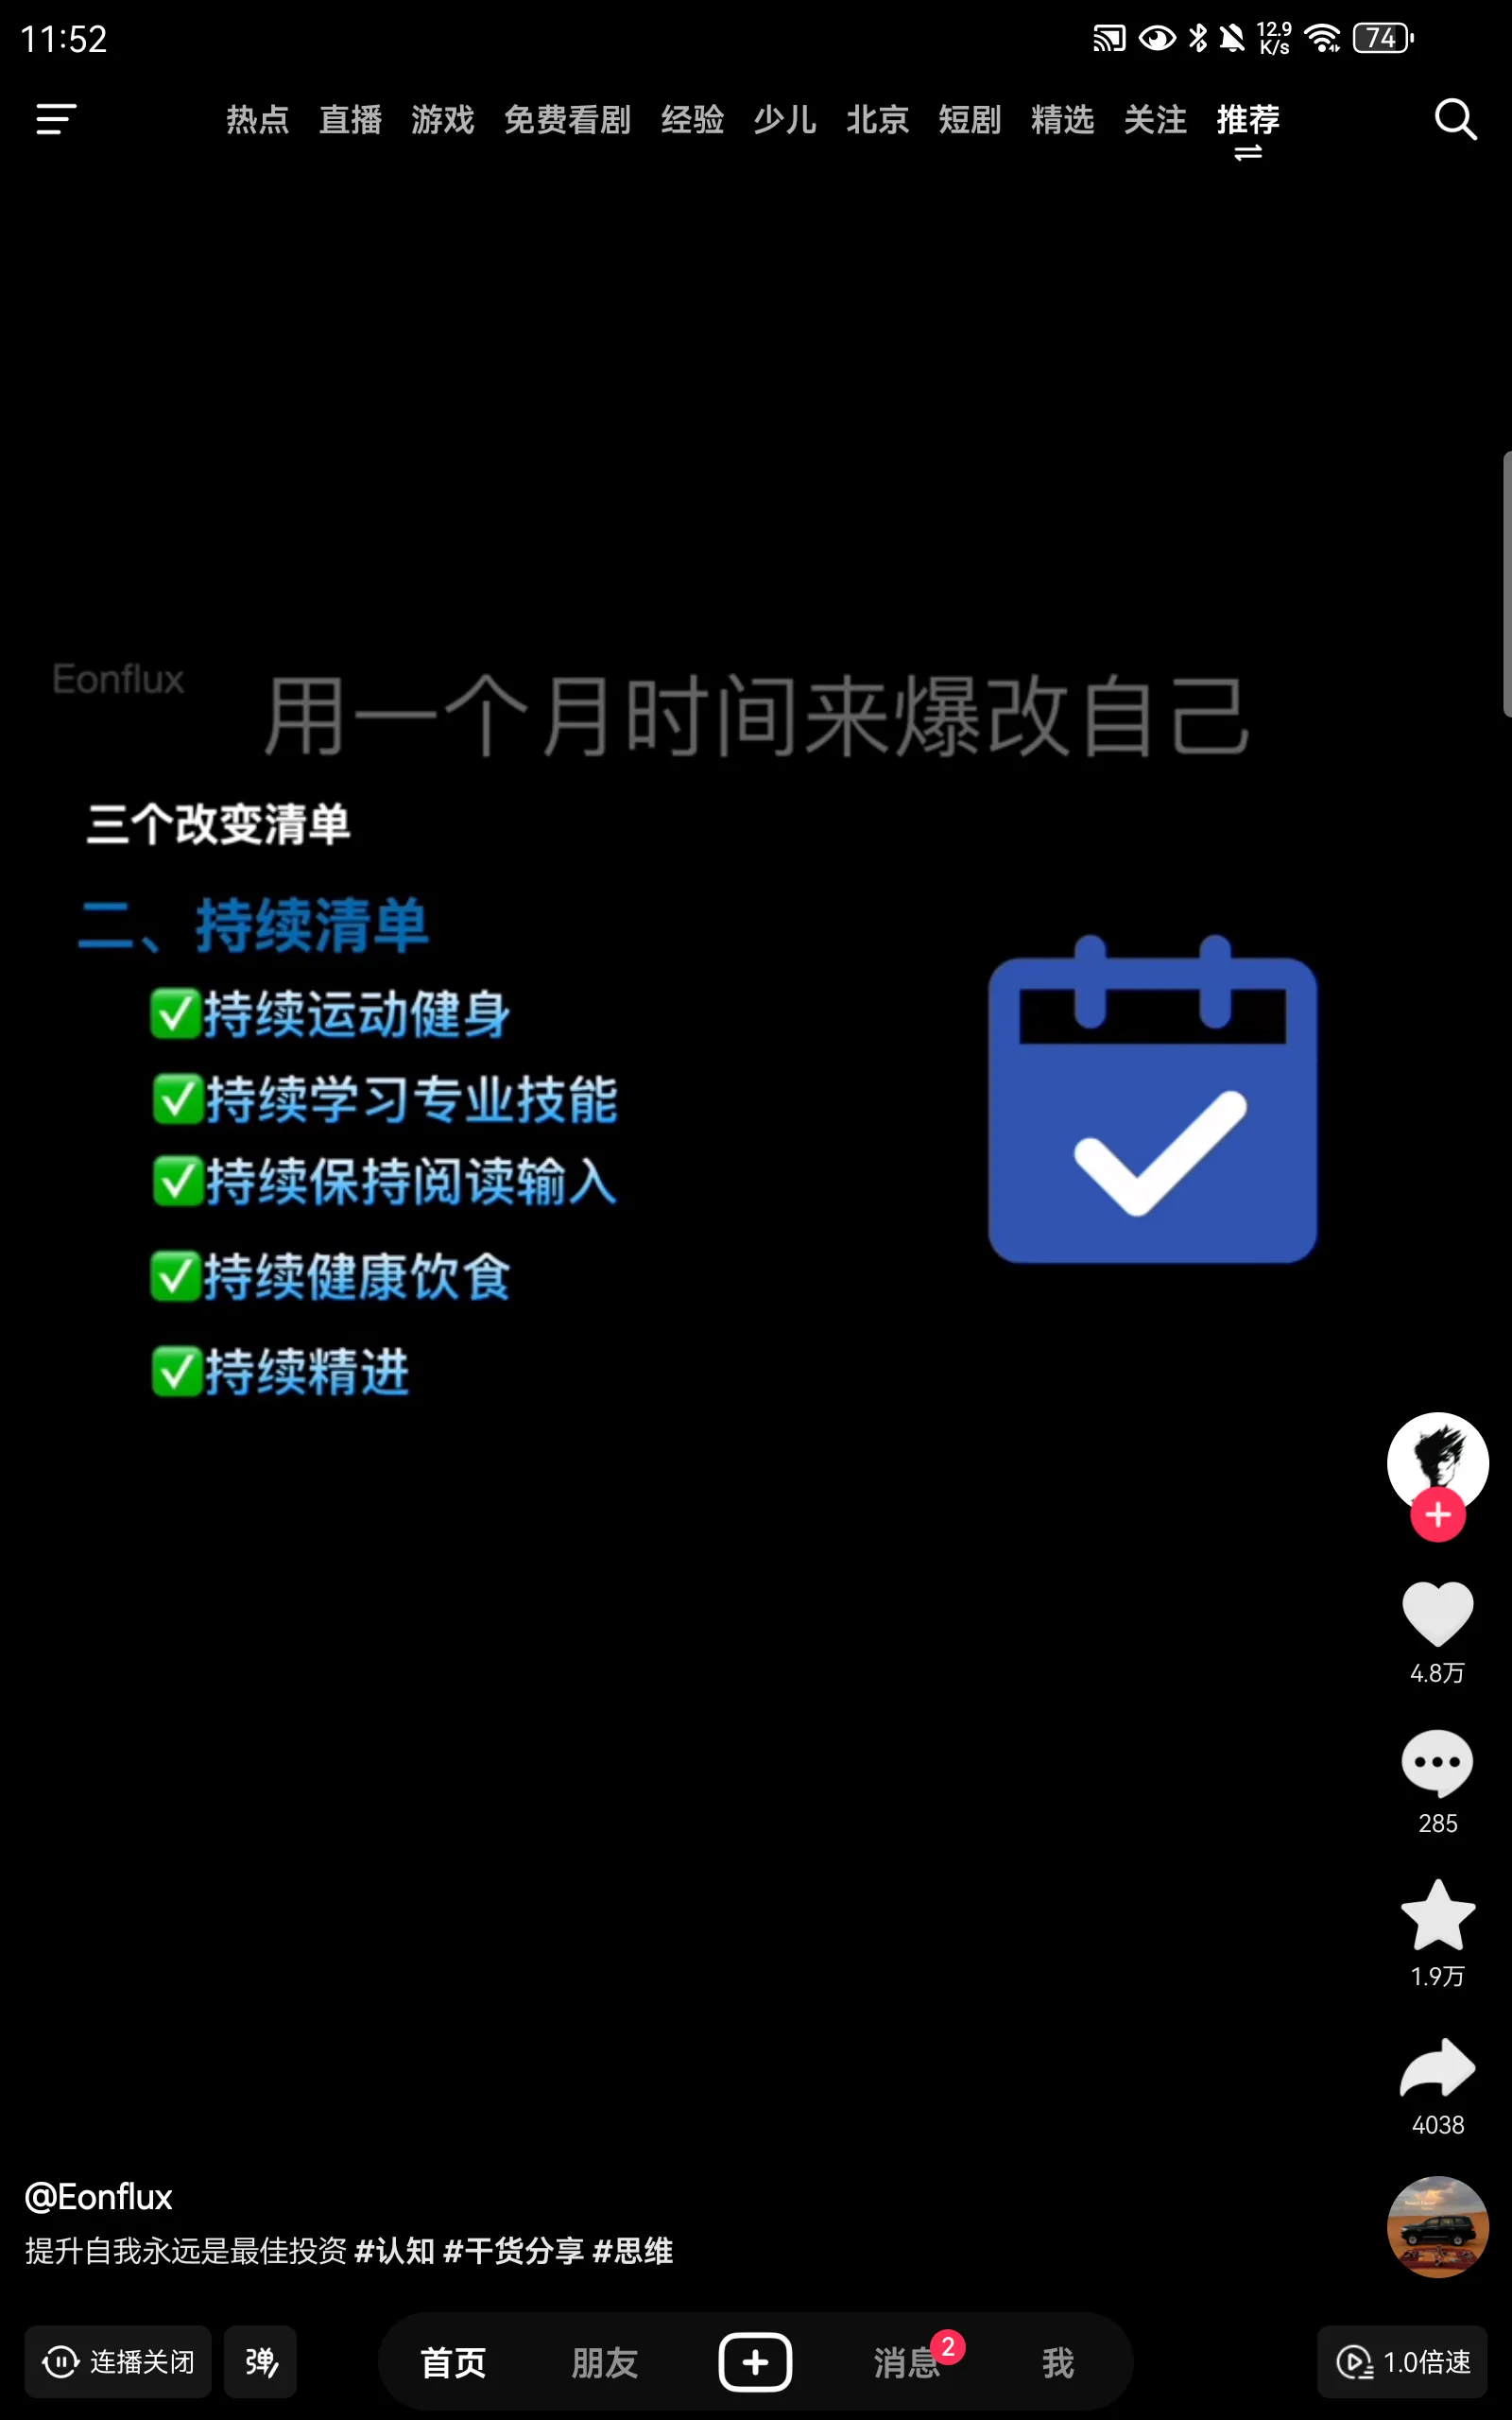 11:52
12.9
K/s
74
热点 直播 游戏 免费看剧 经验 少儿 北京 短剧 精选 关注 推荐
Eonflux
用一个月时间来爆改自己
三个改变清单
二、持续清单
✅持续运动健身
✅持续学习专业技能
✅持续保持阅读输入
✅持续健康饮食
✅持续精进
4.8万
285
1.9万
4038
@Eonflux
提升自我永远是最佳投资 #认知 #干货分享 #思维
连播关闭 弹 首页 朋友 消息 2 我 1.0倍速